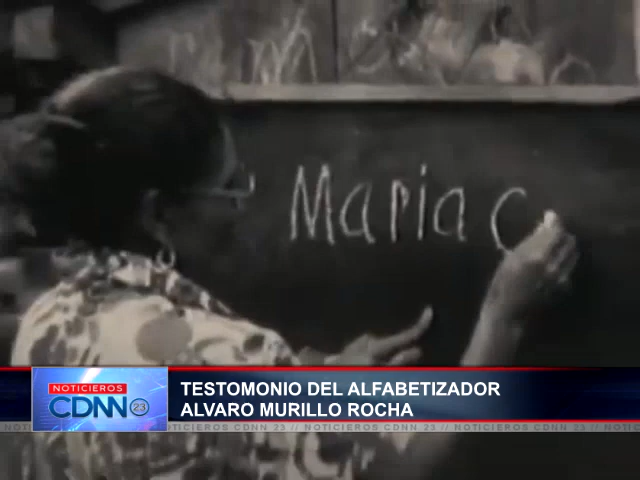 Maria c
NOTICIEROS
CDNN 23
TESTOMONIO DEL ALFABETIZADOR
ALVARO MURILLO ROCHA
NOTICIEROS CDNN 23 // NOTICIEROS CDNN 23 // NOTICIEROS CDNN 23 //